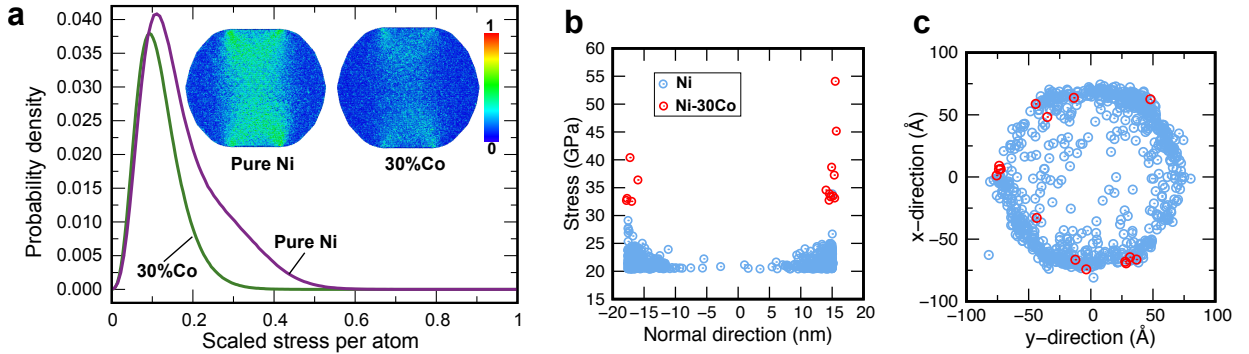 a
Probability density
0.040
0.035
0.030
0.025
0.020
0.015
0.010
0.005
0.000
0 0.2 0.4 0.6 0.8 1
Scaled stress per atom
1
0
Pure Ni
30%Co
30%Co
Pure Ni
b
Stress (GPa)
60
55
50
45
40
35
30
25
20
15
−20 −15 −10 −5 0 5 10 15 20
Normal direction (nm)
Ni
Ni-30Co
c
x−direction (Å)
100
50
0
−50
−100
−100 −50 0 50 100
y−direction (Å)